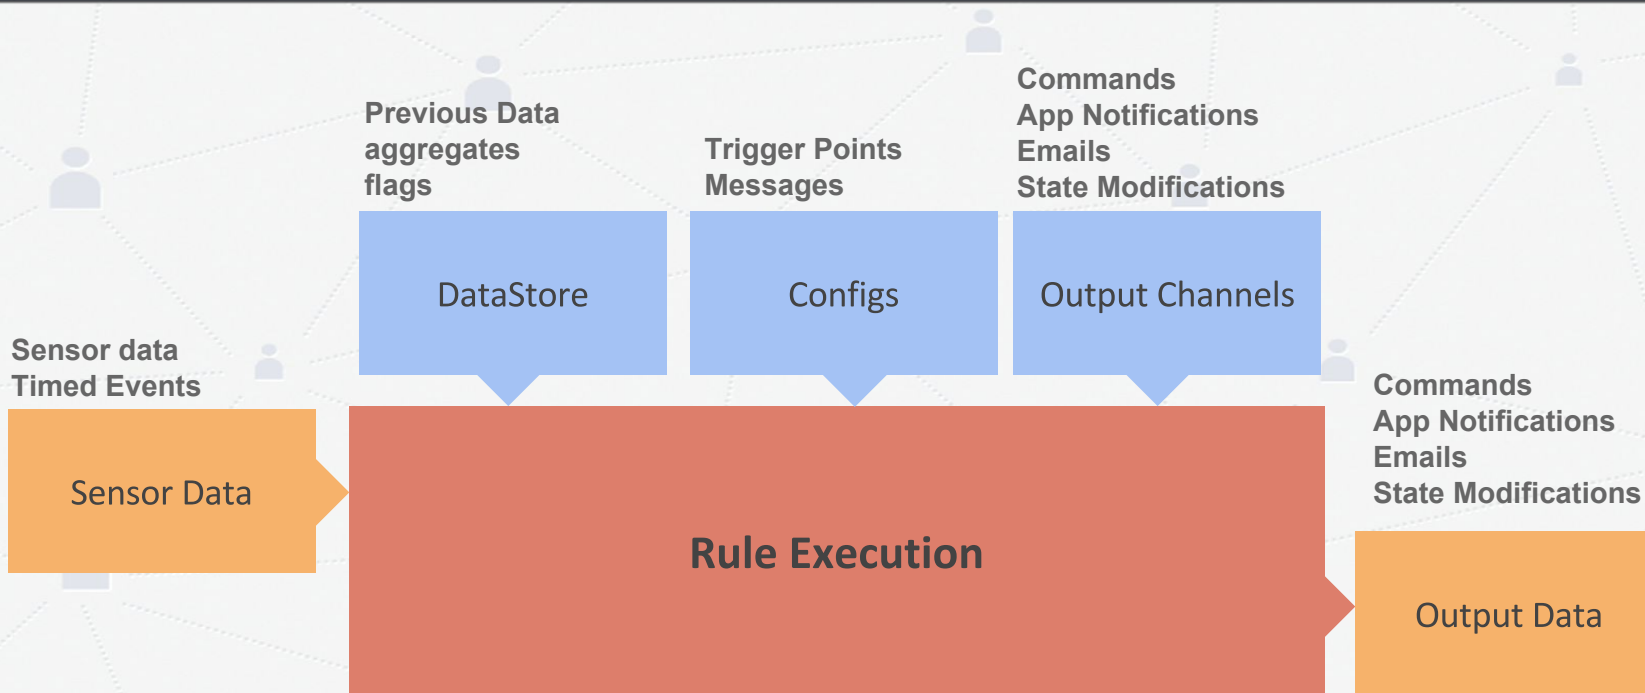 Previous Data
aggregates
flags
Trigger Points
Messages
Commands
App Notifications
Emails
State Modifications
DataStore
Configs
Output Channels
Sensor data
Timed Events
Sensor Data
Rule Execution
Commands
App Notifications
Emails
State Modifications
Output Data